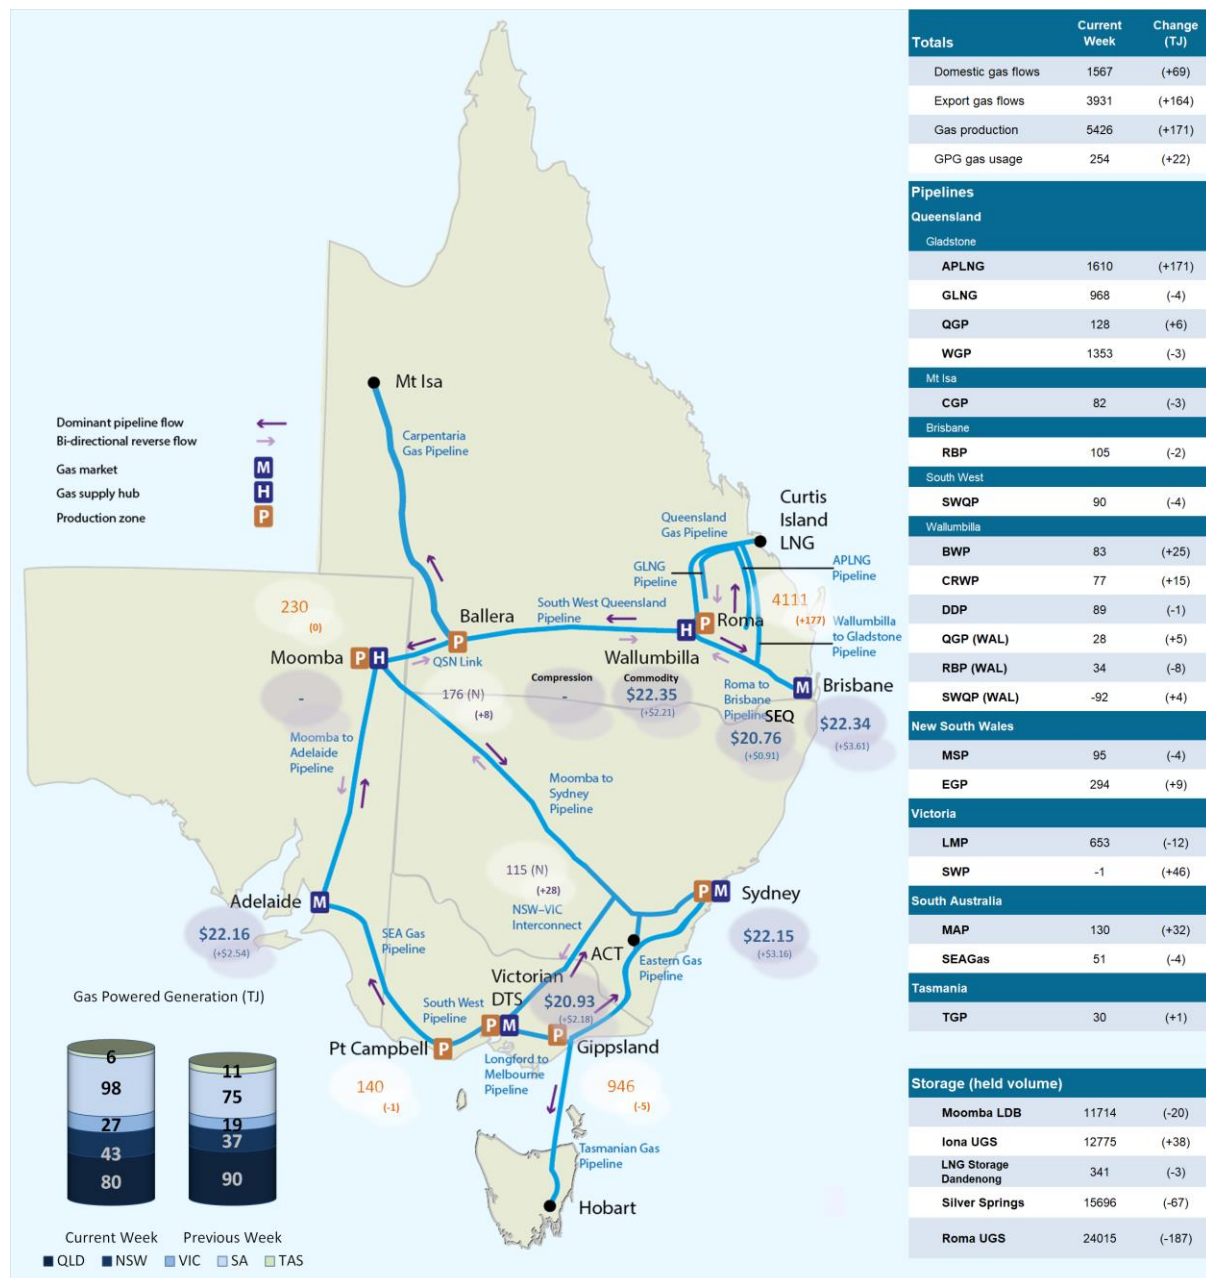 Dominant pipeline flow
Bi-directional reverse flow
Gas market M
Gas supply hub H
Production zone P
Mt Isa
Carpentaria
Gas Pipeline
Curtis
Island
LNG
Queensland
Gas Pipeline
GLNG
Pipeline
APLNG
Pipeline
230
(0)
Ballera
South West Queensland
Pipeline
4111
(+177)
Wallumbilla
to Gladstone
Pipeline
P Roma
H
P
Moomba P H
QSN Link
Wallumbilla
-
176 (N)
(+8)
Compression
-
Commodity
$22.35
(+$2.21)
Roma to
Brisbane
Pipeline
M Brisbane
SEQ
$20.76
(+$0.91)
$22.34
(+$3.61)
Moomba to
Adelaide
Pipeline
Moomba to
Sydney
Pipeline
115 (N)
(+28)
NSW–VIC
Interconnect
Adelaide M
P M Sydney
$22.16
(+$2.54)
SEA Gas
Pipeline
ACT
Eastern Gas
Pipeline
$22.15
(+$3.16)
Victorian
DTS
$20.93
(+$2.18)
South West
Pipeline
P M
P
Pt Campbell P
Gippsland
Longford to
Melbourne
Pipeline
140
(-1)
946
(-5)
Tasmanian Gas
Pipeline
Hobart
Gas Powered Generation (TJ)
6
98
27
43
80
11
75
19
37
90
Current Week Previous Week
QLD NSW VIC SA TAS
Totals Current Week Change (TJ)
Domestic gas flows 1567 (+69)
Export gas flows 3931 (+164)
Gas production 5426 (+171)
GPG gas usage 254 (+22)
Pipelines
Queensland
Gladstone
APLNG 1610 (+171)
GLNG 968 (-4)
QGP 128 (+6)
WGP 1353 (-3)
Mt Isa
CGP 82 (-3)
Brisbane
RBP 105 (-2)
South West
SWQP 90 (-4)
Wallumbilla
BWP 83 (+25)
CRWP 77 (+15)
DDP 89 (-1)
QGP (WAL) 28 (+5)
RBP (WAL) 34 (-8)
SWQP (WAL) -92 (+4)
New South Wales
MSP 95 (-4)
EGP 294 (+9)
Victoria
LMP 653 (-12)
SWP -1 (+46)
South Australia
MAP 130 (+32)
SEAGas 51 (-4)
Tasmania
TGP 30 (+1)
Storage (held volume)
Moomba LDB 11714 (-20)
Iona UGS 12775 (+38)
LNG Storage Dandenong 341 (-3)
Silver Springs 15696 (-67)
Roma UGS 24015 (-187)